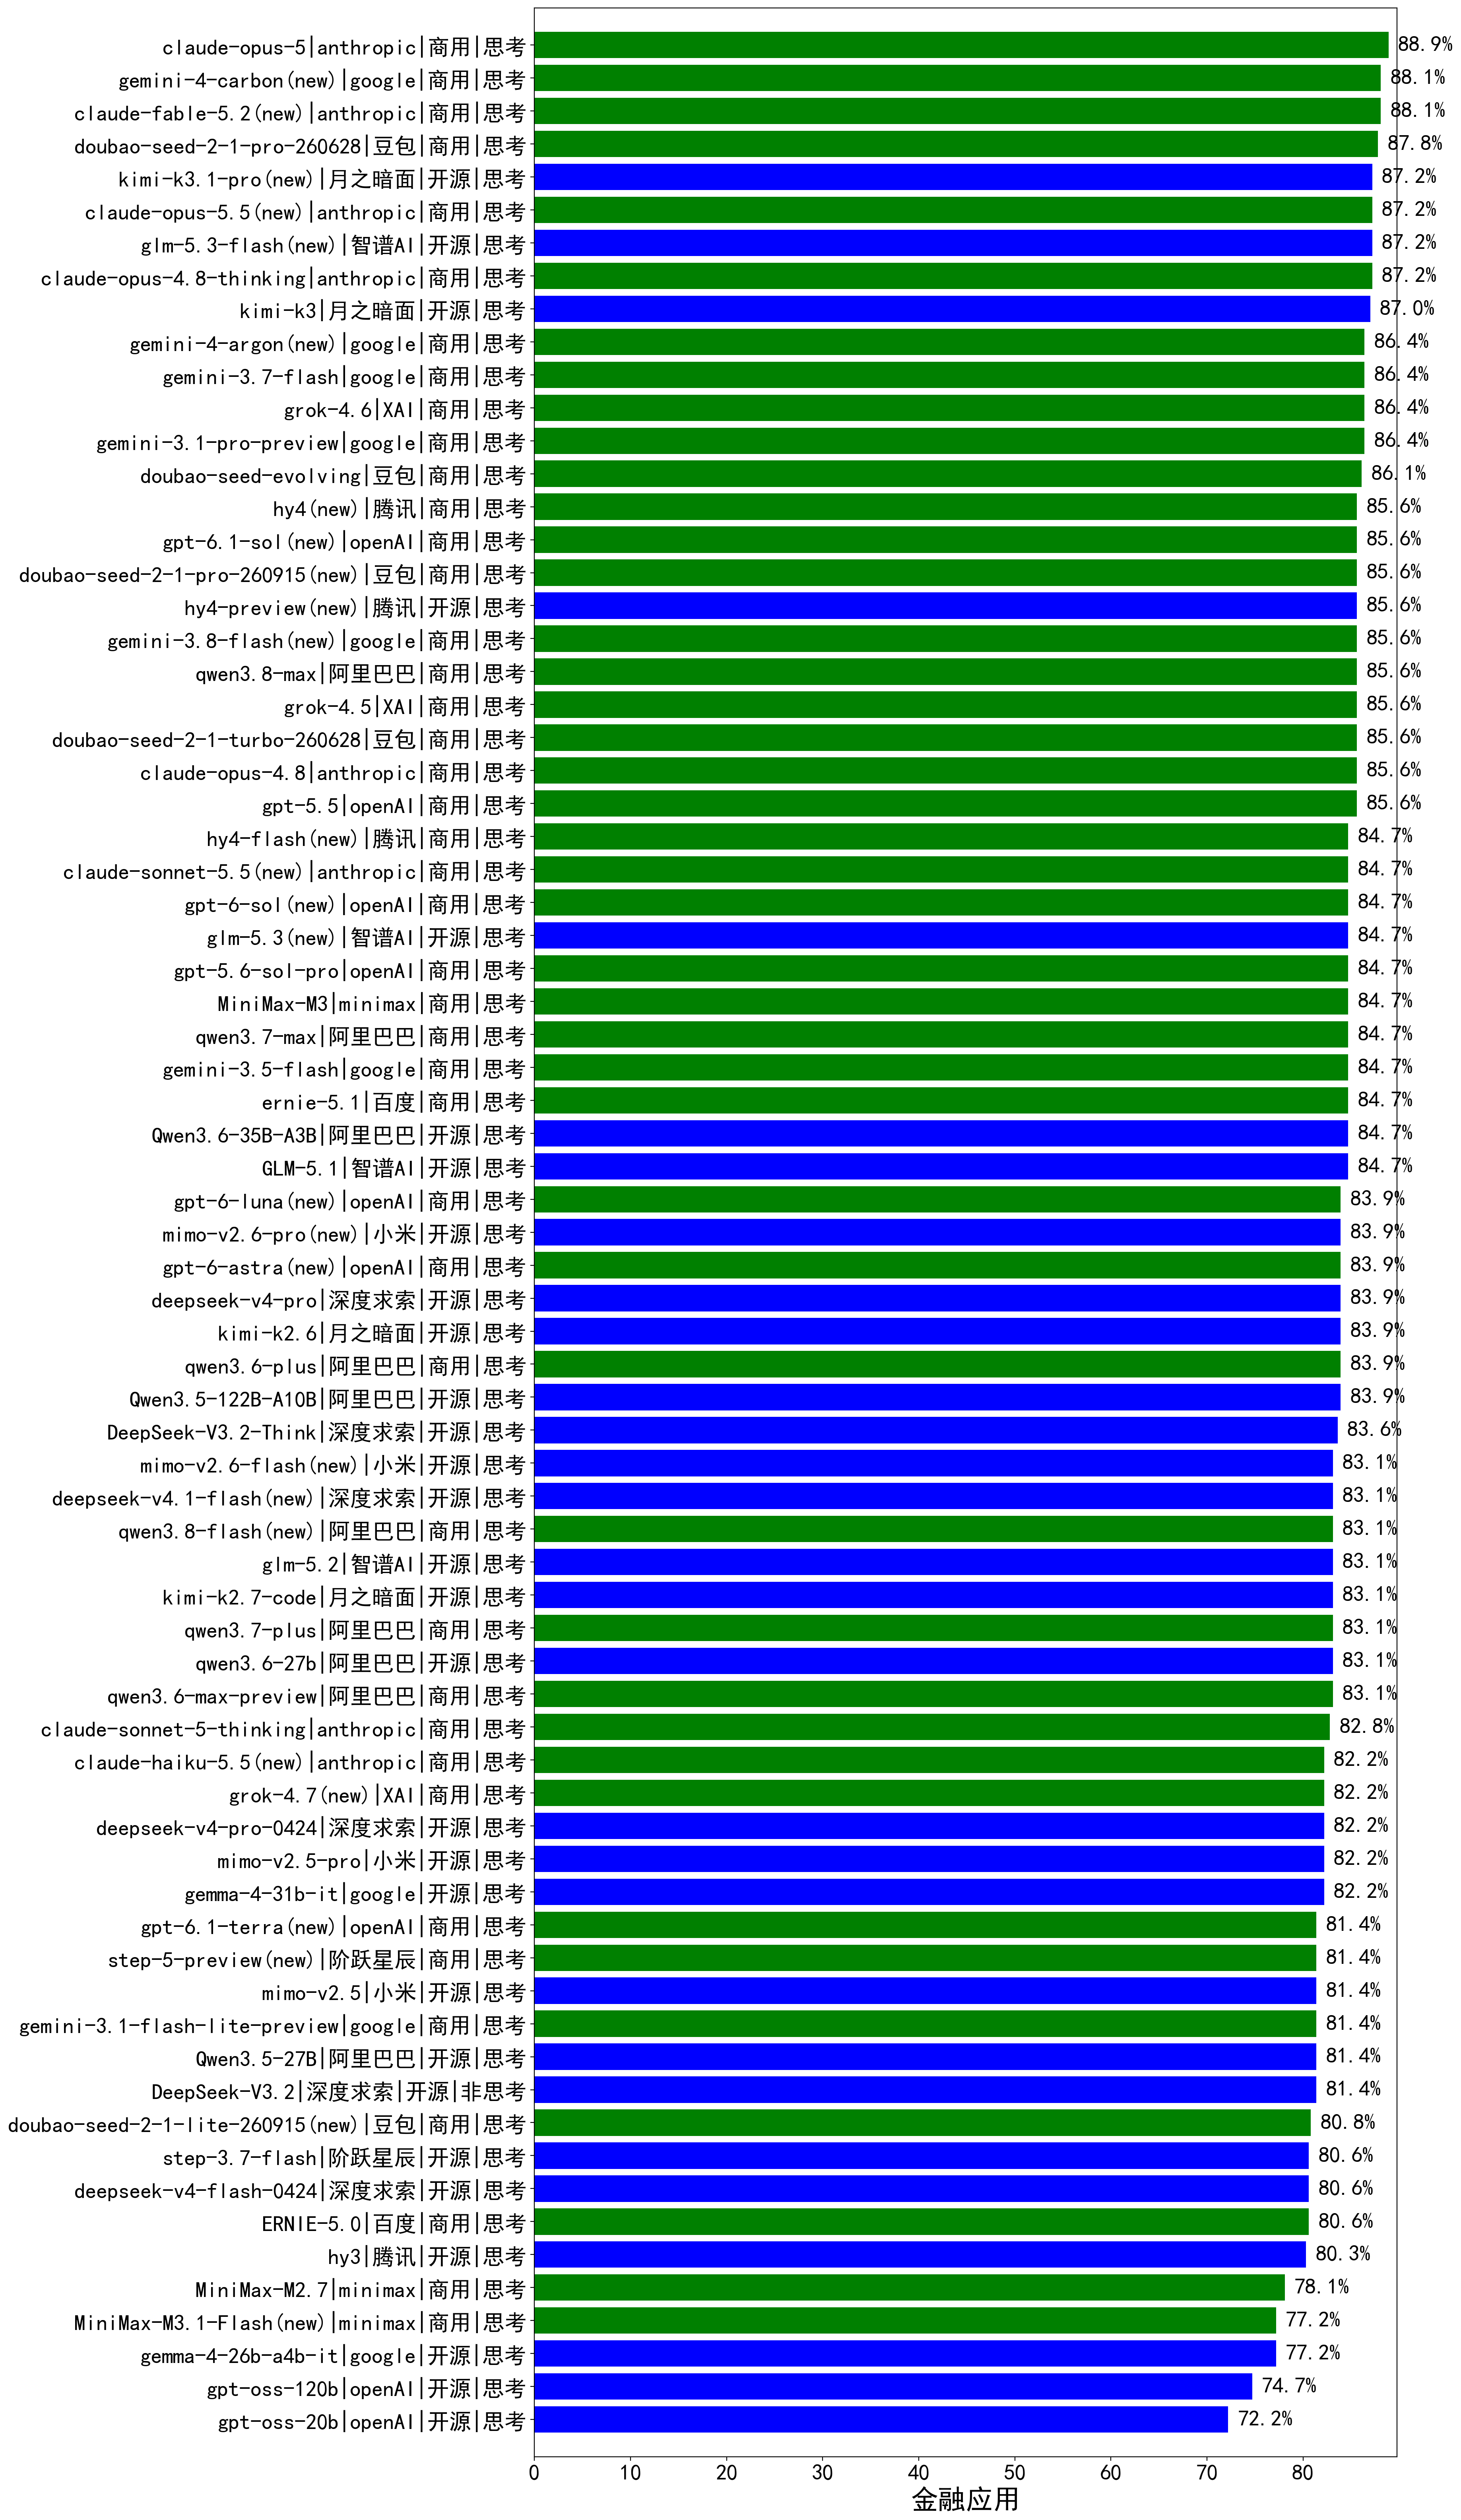 claude-opus-5|anthropic|商用|思考 88.9%
gemini-4-carbon(new)|google|商用|思考 88.1%
claude-fable-5.2(new)|anthropic|商用|思考 88.1%
doubao-seed-2-1-pro-260628|豆包|商用|思考 87.8%
kimi-k3.1-pro(new)|月之暗面|开源|思考 87.2%
claude-opus-5.5(new)|anthropic|商用|思考 87.2%
glm-5.3-flash(new)|智谱AI|开源|思考 87.2%
claude-opus-4.8-thinking|anthropic|商用|思考 87.2%
kimi-k3|月之暗面|开源|思考 87.0%
gemini-4-argon(new)|google|商用|思考 86.4%
gemini-3.7-flash|google|商用|思考 86.4%
grok-4.6|XAI|商用|思考 86.4%
gemini-3.1-pro-preview|google|商用|思考 86.4%
doubao-seed-evolving|豆包|商用|思考 86.1%
hy4(new)|腾讯|商用|思考 85.6%
gpt-6.1-sol(new)|openAI|商用|思考 85.6%
doubao-seed-2-1-pro-260915(new)|豆包|商用|思考 85.6%
hy4-preview(new)|腾讯|开源|思考 85.6%
gemini-3.8-flash(new)|google|商用|思考 85.6%
qwen3.8-max|阿里巴巴|商用|思考 85.6%
grok-4.5|XAI|商用|思考 85.6%
doubao-seed-2-1-turbo-260628|豆包|商用|思考 85.6%
claude-opus-4.8|anthropic|商用|思考 85.6%
gpt-5.5|openAI|商用|思考 85.6%
hy4-flash(new)|腾讯|商用|思考 84.7%
claude-sonnet-5.5(new)|anthropic|商用|思考 84.7%
gpt-6-sol(new)|openAI|商用|思考 84.7%
glm-5.3(new)|智谱AI|开源|思考 84.7%
gpt-5.6-sol-pro|openAI|商用|思考 84.7%
MiniMax-M3|minimax|商用|思考 84.7%
qwen3.7-max|阿里巴巴|商用|思考 84.7%
gemini-3.5-flash|google|商用|思考 84.7%
ernie-5.1|百度|商用|思考 84.7%
Qwen3.6-35B-A3B|阿里巴巴|开源|思考 84.7%
GLM-5.1|智谱AI|开源|思考 84.7%
gpt-6-luna(new)|openAI|商用|思考 83.9%
mimo-v2.6-pro(new)|小米|开源|思考 83.9%
gpt-6-astra(new)|openAI|商用|思考 83.9%
deepseek-v4-pro|深度求索|开源|思考 83.9%
kimi-k2.6|月之暗面|开源|思考 83.9%
qwen3.6-plus|阿里巴巴|商用|思考 83.9%
Qwen3.5-122B-A10B|阿里巴巴|开源|思考 83.9%
DeepSeek-V3.2-Think|深度求索|开源|思考 83.6%
mimo-v2.6-flash(new)|小米|开源|思考 83.1%
deepseek-v4.1-flash(new)|深度求索|开源|思考 83.1%
qwen3.8-flash(new)|阿里巴巴|商用|思考 83.1%
glm-5.2|智谱AI|开源|思考 83.1%
kimi-k2.7-code|月之暗面|开源|思考 83.1%
qwen3.7-plus|阿里巴巴|商用|思考 83.1%
qwen3.6-27b|阿里巴巴|开源|思考 83.1%
qwen3.6-max-preview|阿里巴巴|商用|思考 83.1%
claude-sonnet-5-thinking|anthropic|商用|思考 82.8%
claude-haiku-5.5(new)|anthropic|商用|思考 82.2%
grok-4.7(new)|XAI|商用|思考 82.2%
deepseek-v4-pro-0424|深度求索|开源|思考 82.2%
mimo-v2.5-pro|小米|开源|思考 82.2%
gemma-4-31b-it|google|开源|思考 82.2%
gpt-6.1-terra(new)|openAI|商用|思考 81.4%
step-5-preview(new)|阶跃星辰|商用|思考 81.4%
mimo-v2.5|小米|开源|思考 81.4%
gemini-3.1-flash-lite-preview|google|商用|思考 81.4%
Qwen3.5-27B|阿里巴巴|开源|思考 81.4%
DeepSeek-V3.2|深度求索|开源|非思考 81.4%
doubao-seed-2-1-lite-260915(new)|豆包|商用|思考 80.8%
step-3.7-flash|阶跃星辰|开源|思考 80.6%
deepseek-v4-flash-0424|深度求索|开源|思考 80.6%
ERNIE-5.0|百度|商用|思考 80.6%
hy3|腾讯|开源|思考 80.3%
MiniMax-M2.7|minimax|商用|思考 78.1%
MiniMax-M3.1-Flash(new)|minimax|商用|思考 77.2%
gemma-4-26b-a4b-it|google|开源|思考 77.2%
gpt-oss-120b|openAI|开源|思考 74.7%
gpt-oss-20b|openAI|开源|思考 72.2%
0 10 20 30 40 50 60 70 80
金融应用